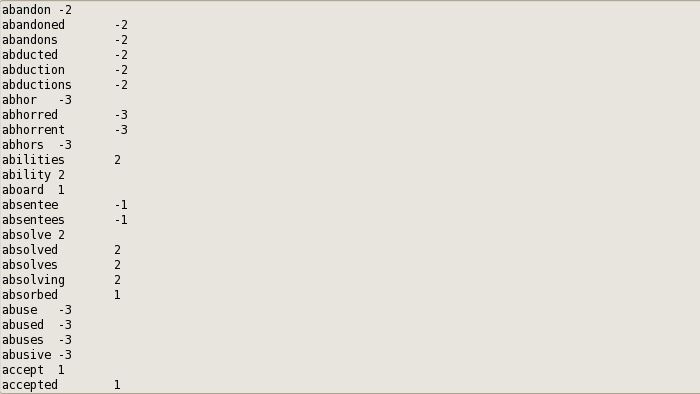 abandon -2
abandoned -2
abandons -2
abducted -2
abduction -2
abductions -2
abhor -3
abhorred -3
abhorrent -3
abhors -3
abilities 2
ability 2
aboard 1
absentee -1
absentees -1
absolve 2
absolved 2
absolves 2
absolving 2
absorbed 1
abuse -3
abused -3
abuses -3
abusive -3
accept 1
accepted 1